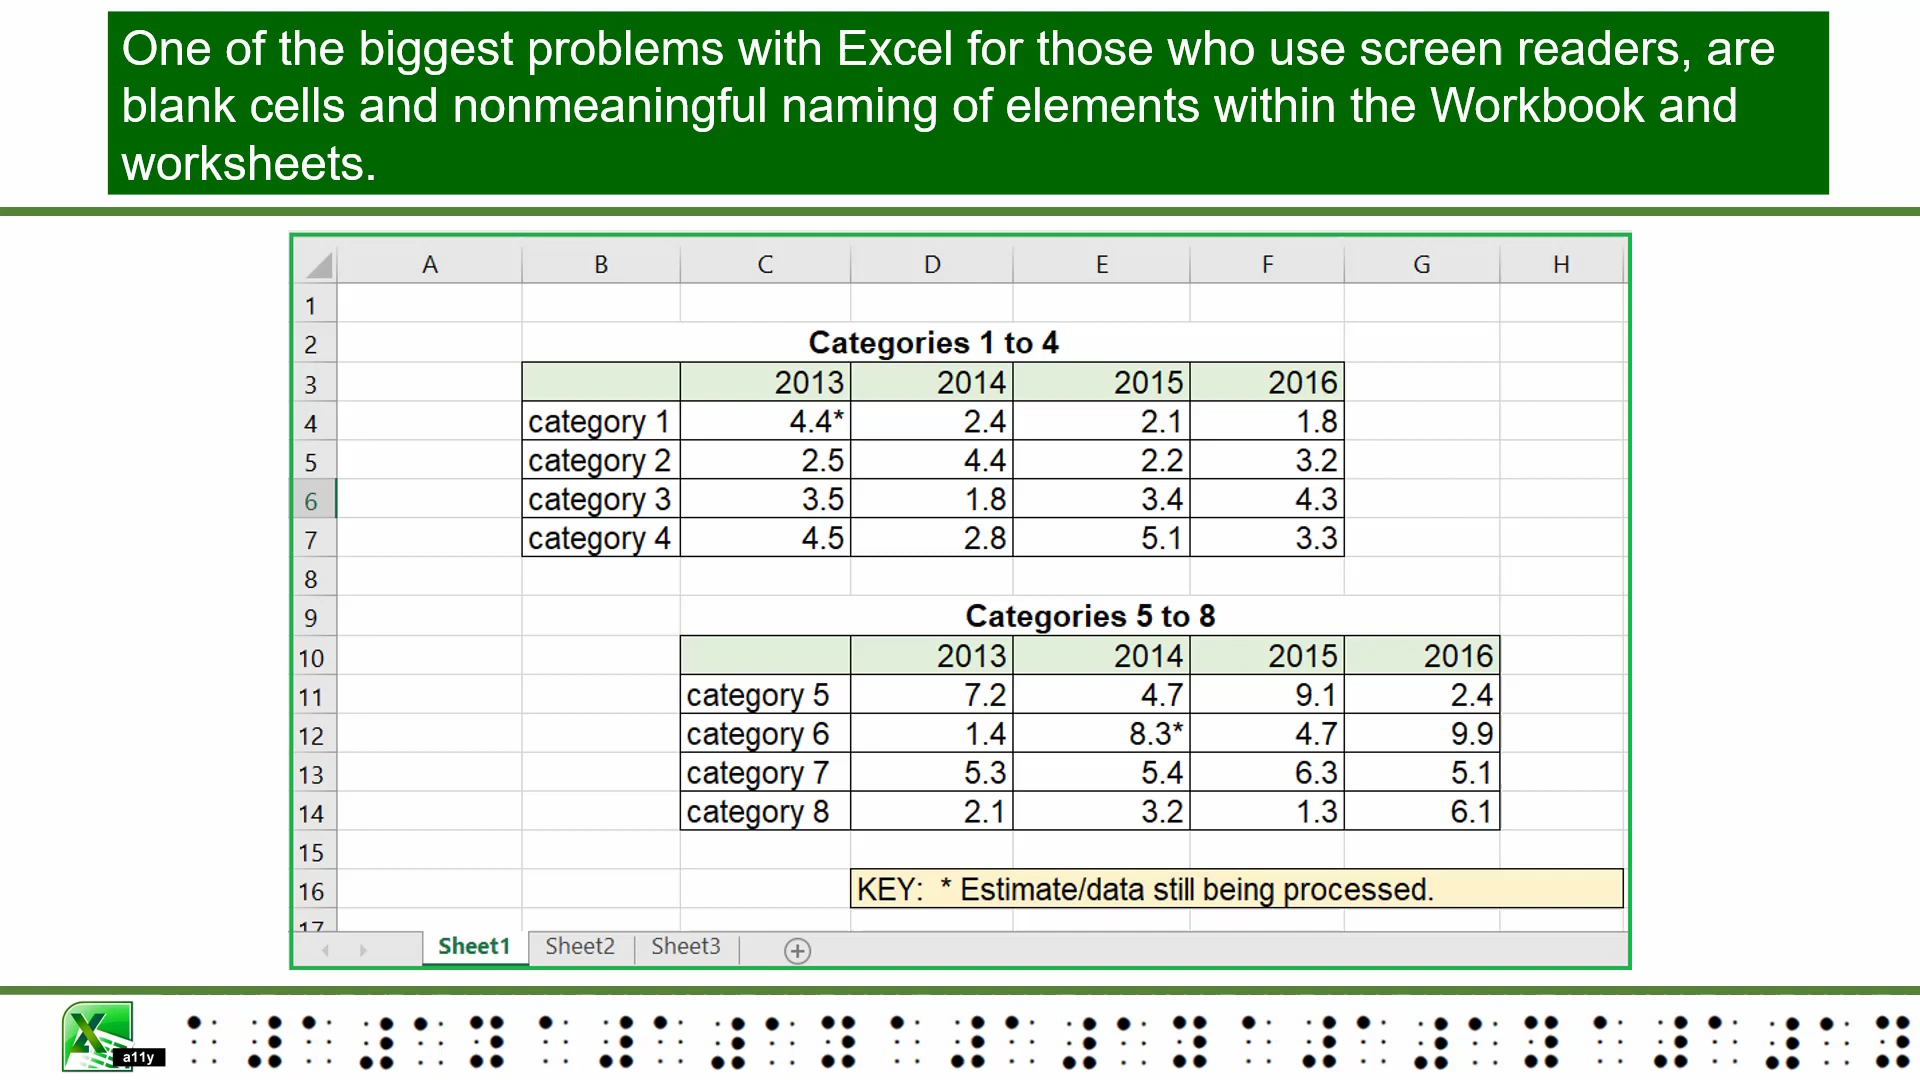 One of the biggest problems with Excel for those who use screen readers, are
blank cells and nonmeaningful naming of elements within the Workbook and
worksheets.
A B C D E F G H
1
2 Categories 1 to 4
3 2013 2014 2015 2016
4 category 1 4.4* 2.4 2.1 1.8
5 category 2 2.5 4.4 2.2 3.2
6 category 3 3.5 1.8 3.4 4.3
7 category 4 4.5 2.8 5.1 3.3
8
9 Categories 5 to 8
10 2013 2014 2015 2016
11 category 5 7.2 4.7 9.1 2.4
12 category 6 1.4 8.3* 4.7 9.9
13 category 7 5.3 5.4 6.3 5.1
14 category 8 2.1 3.2 1.3 6.1
15
16 KEY:  * Estimate/data still being processed.
17
Sheet1 Sheet2 Sheet3
X a11y